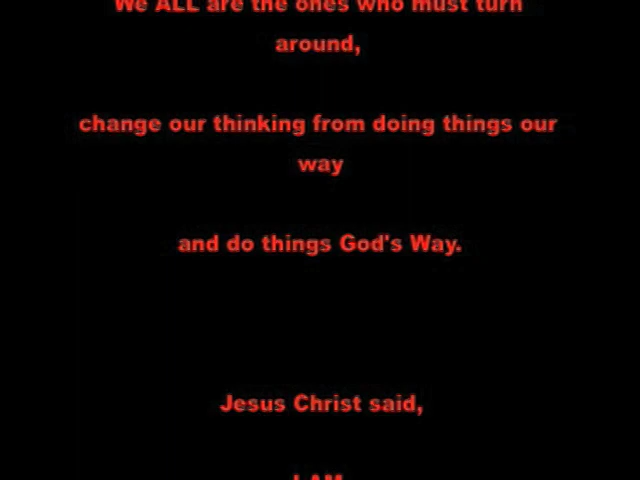 We ALL are the ones who must turn
around,
change our thinking from doing things our
way
and do things God's Way.
Jesus Christ said,
I AM